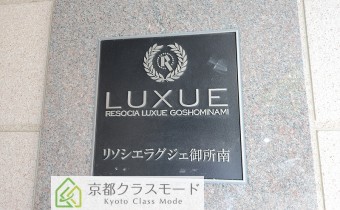 R
LUXUE
RESOCIA LUXUE GOSHOMINAMI
リソシエラグジェ御所南
京都クラスモード
Kyoto Class Mode